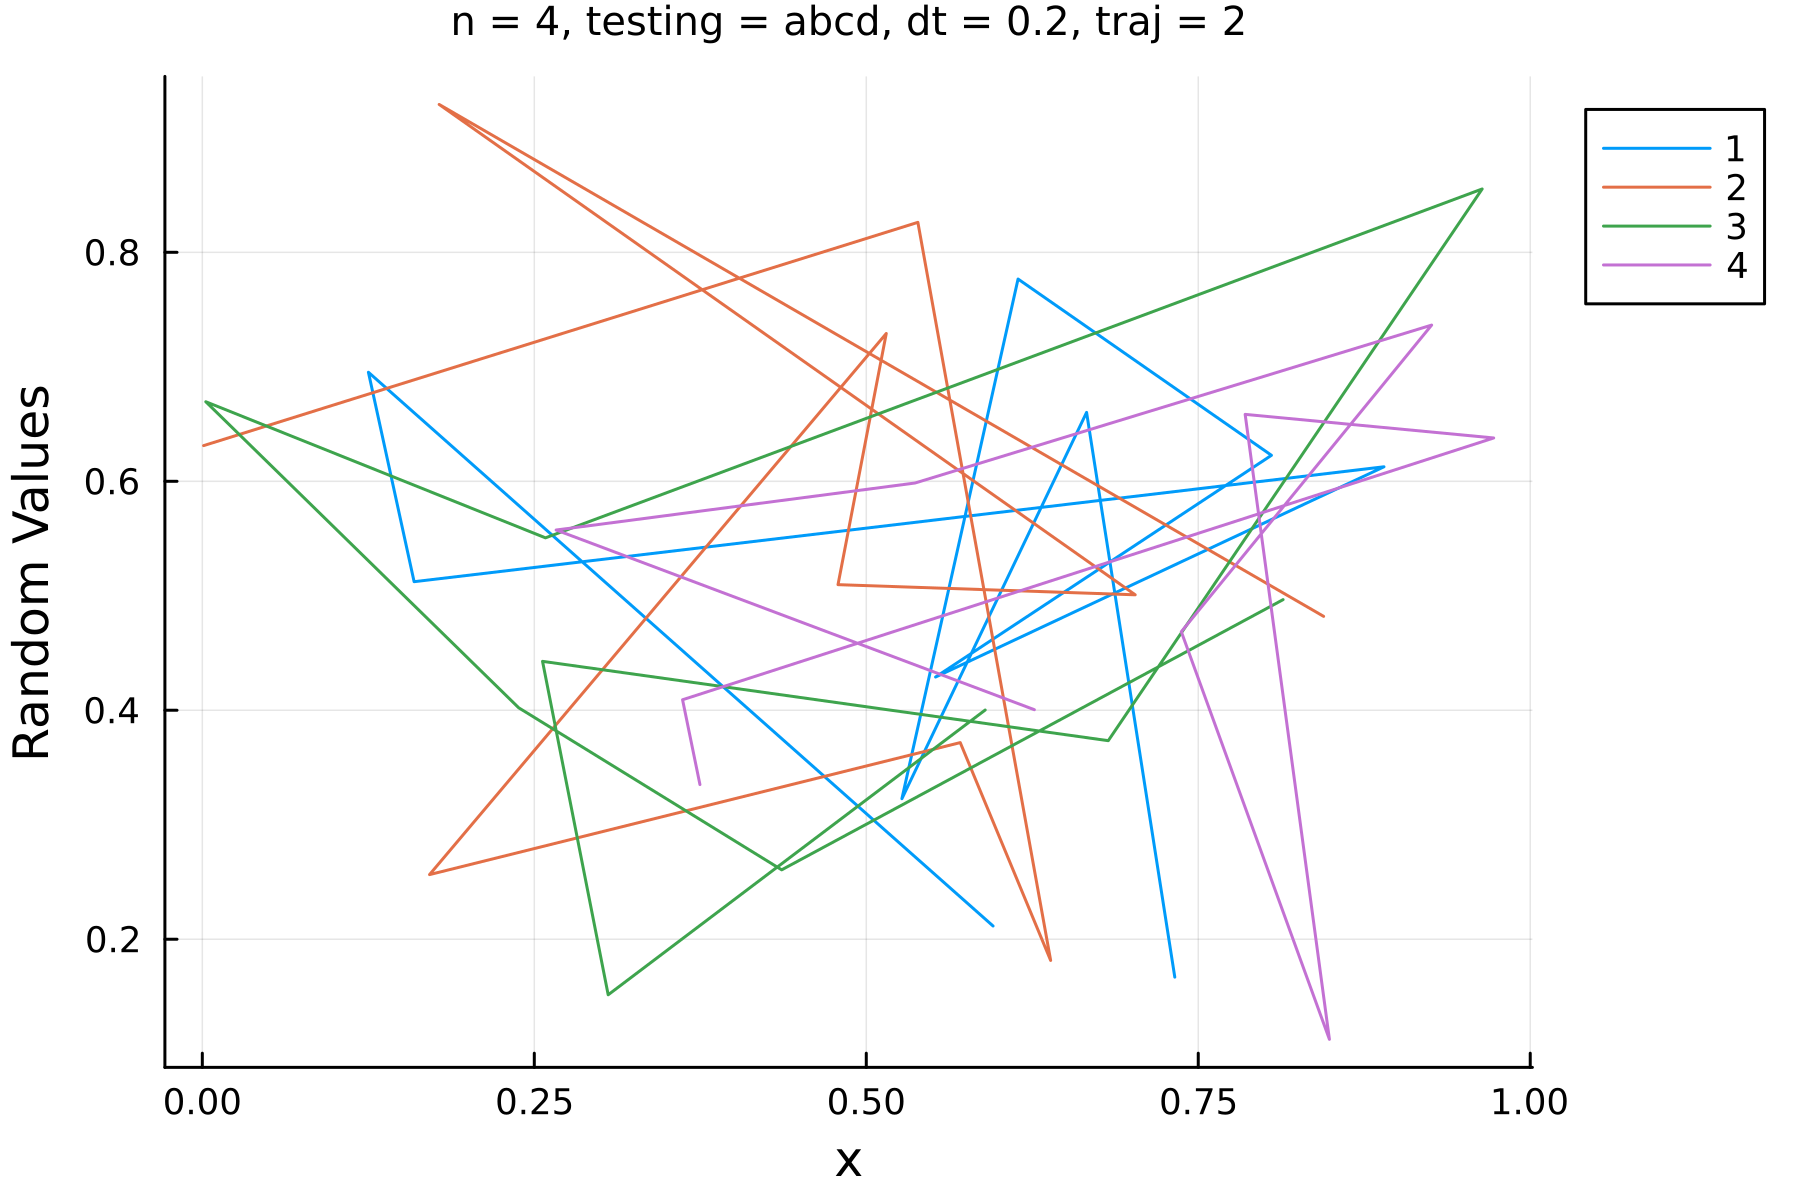 n = 4, testing = abcd, dt = 0.2, traj = 2
1
2
3
4
Random Values
0.8
0.6
0.4
0.2
0.00 0.25 0.50 0.75 1.00
x